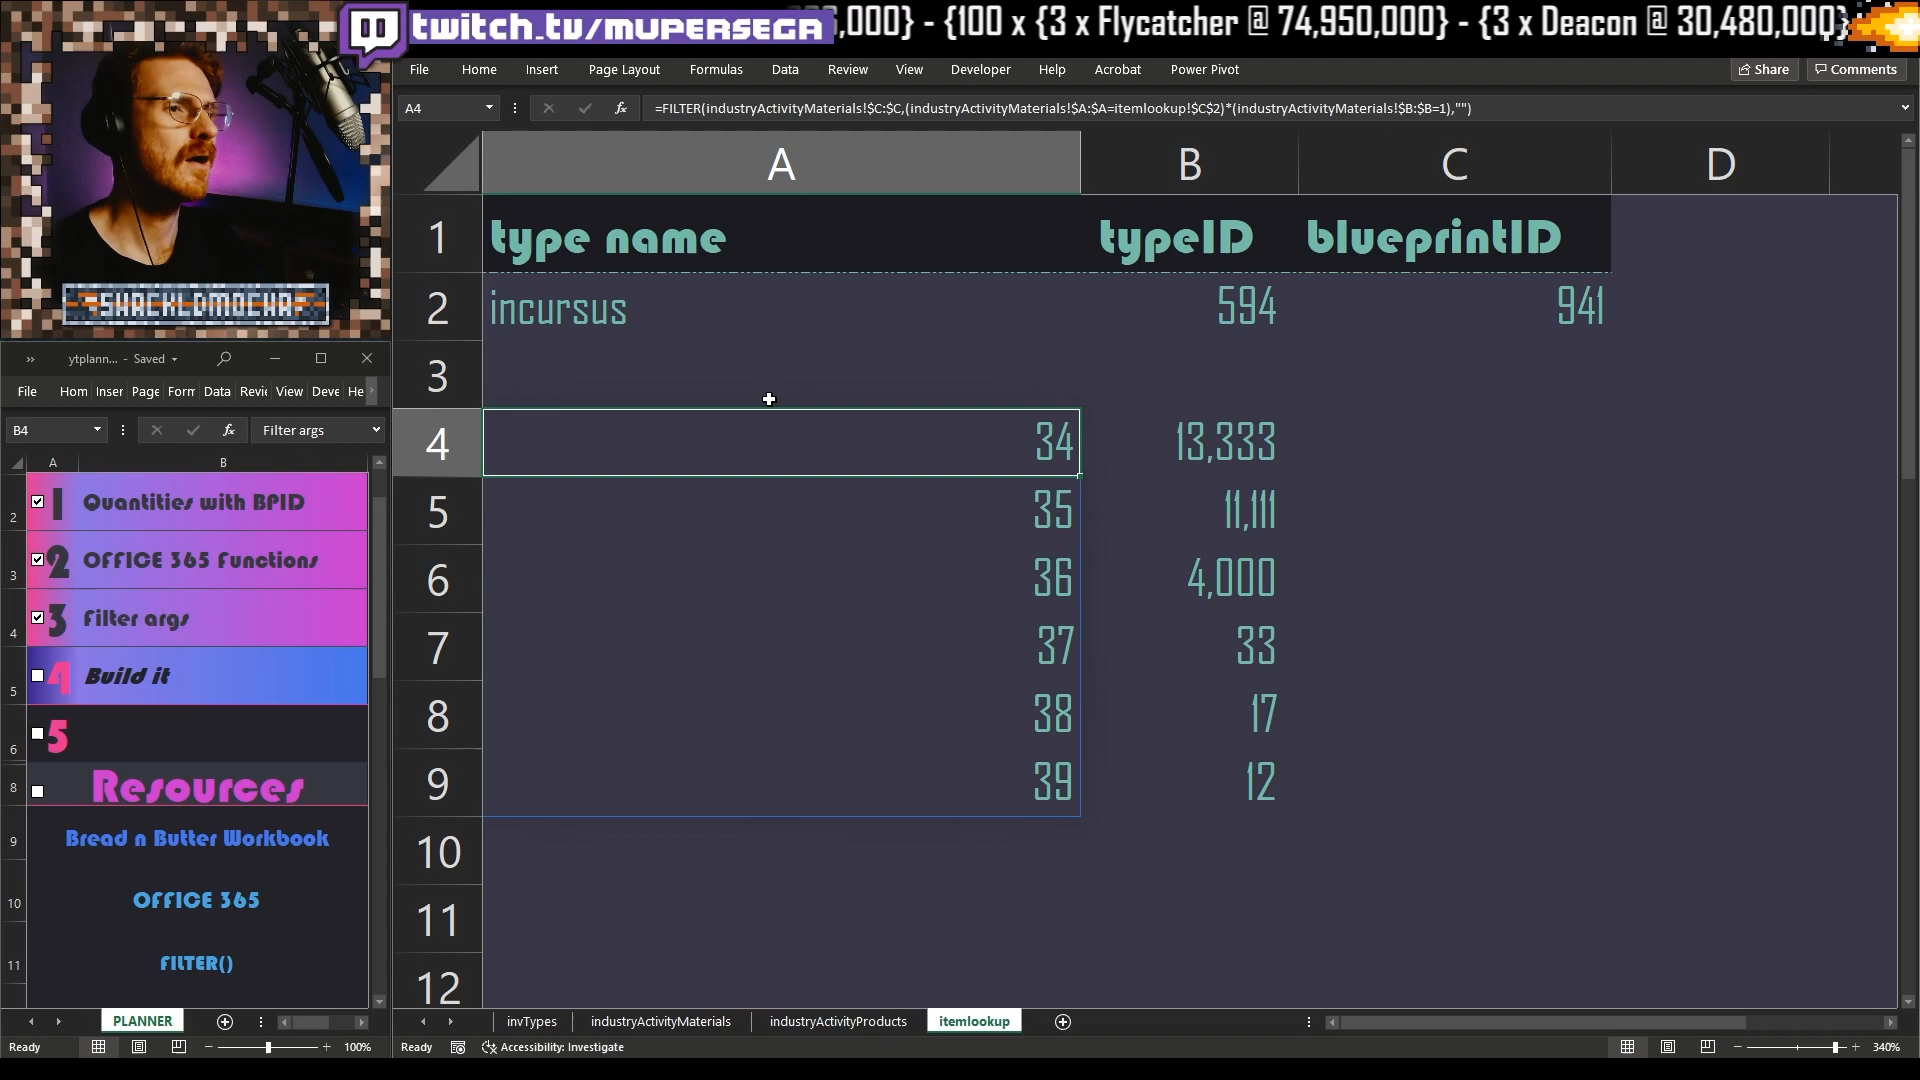 twitch.tv/MUPERSEGA
,000} - {100 x {3 x Flycatcher @ 74,950,000} - {3 x Deacon @ 30,480,000}
SHACKLDMOCHA
File Home Insert Page Layout Formulas Data Review View Developer Help Acrobat Power Pivot Share Comments
A4 fx =FILTER(industryActivityMaterials!$C:$C,(industryActivityMaterials!$A:$A=itemlookup!$C$2)*(industryActivityMaterials!$B:$B=1),"")
A B C D
1 type name typeID blueprintID
2 incursus 594 941
3
4 34 13,333
5 35 11,111
6 36 4,000
7 37 33
8 38 17
9 39 12
10
11
12
invTypes industryActivityMaterials industryActivityProducts itemlookup
Ready Accessibility: Investigate 340%
» ytplann... - Saved
File Hom Inser Page Form Data Revie View Deve He
B4 fx Filter args
A B
2 1 Quantities with BPID
3 2 OFFICE 365 Functions
4 3 Filter args
5 4 Build it
6 5
8 Resources
9 Bread n Butter Workbook
10 OFFICE 365
11 FILTER()
PLANNER
Ready 100%